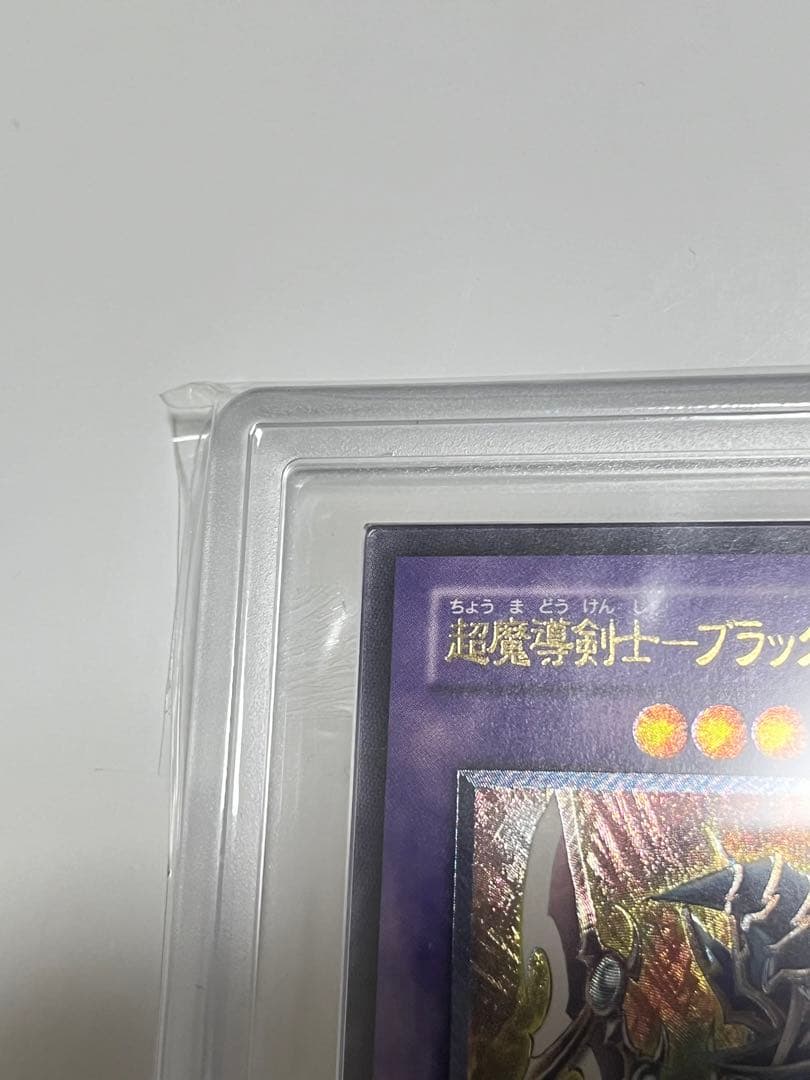 ちょう ま どう けん し
超魔導剣士ーブラック